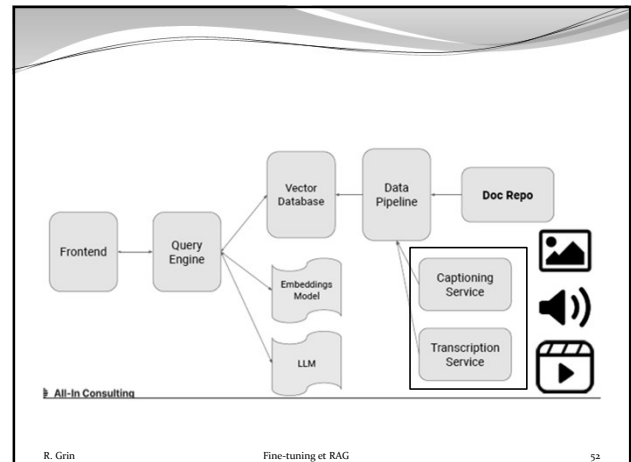 Frontend
Query
Engine
Vector
Database
Embeddings
Model
LLM
Data
Pipeline
Doc Repo
Captioning
Service
Transcription
Service
All-In Consulting
R. Grin
Fine-tuning et RAG
52